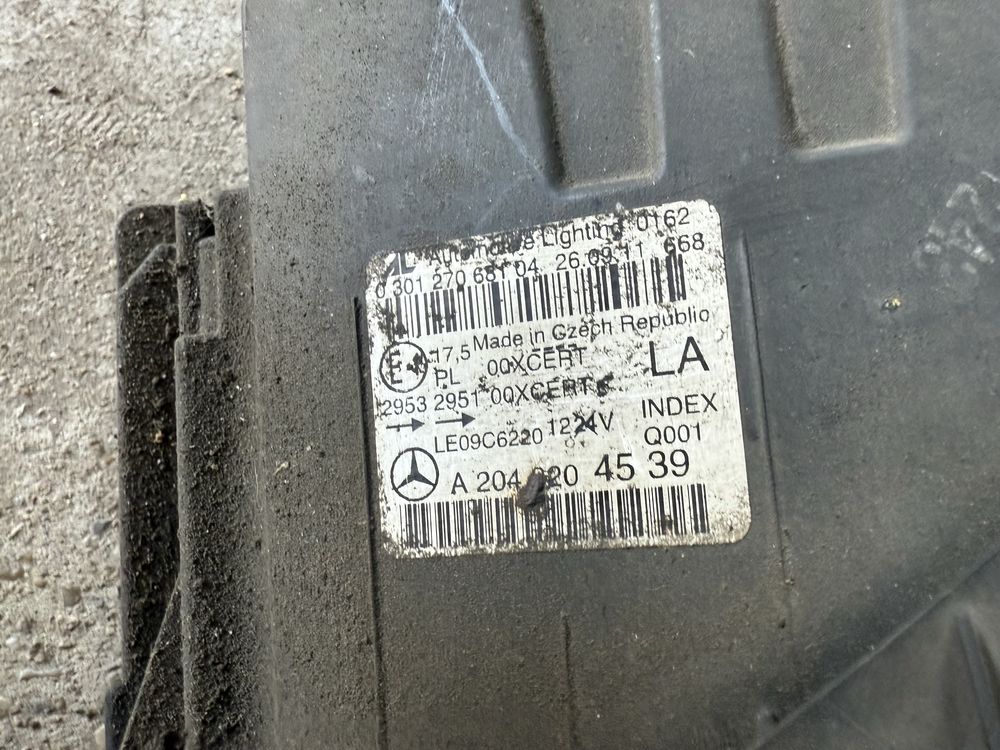 AL Automotive Lighting 0162
0 301 270 681 04 26.09.11 668
Made in Czech Republic
17,5
PL 00XCERT LA
2953 2951 00XCERTS
LE09C6220 12 24V INDEX
Q001
A 204 820 45 39